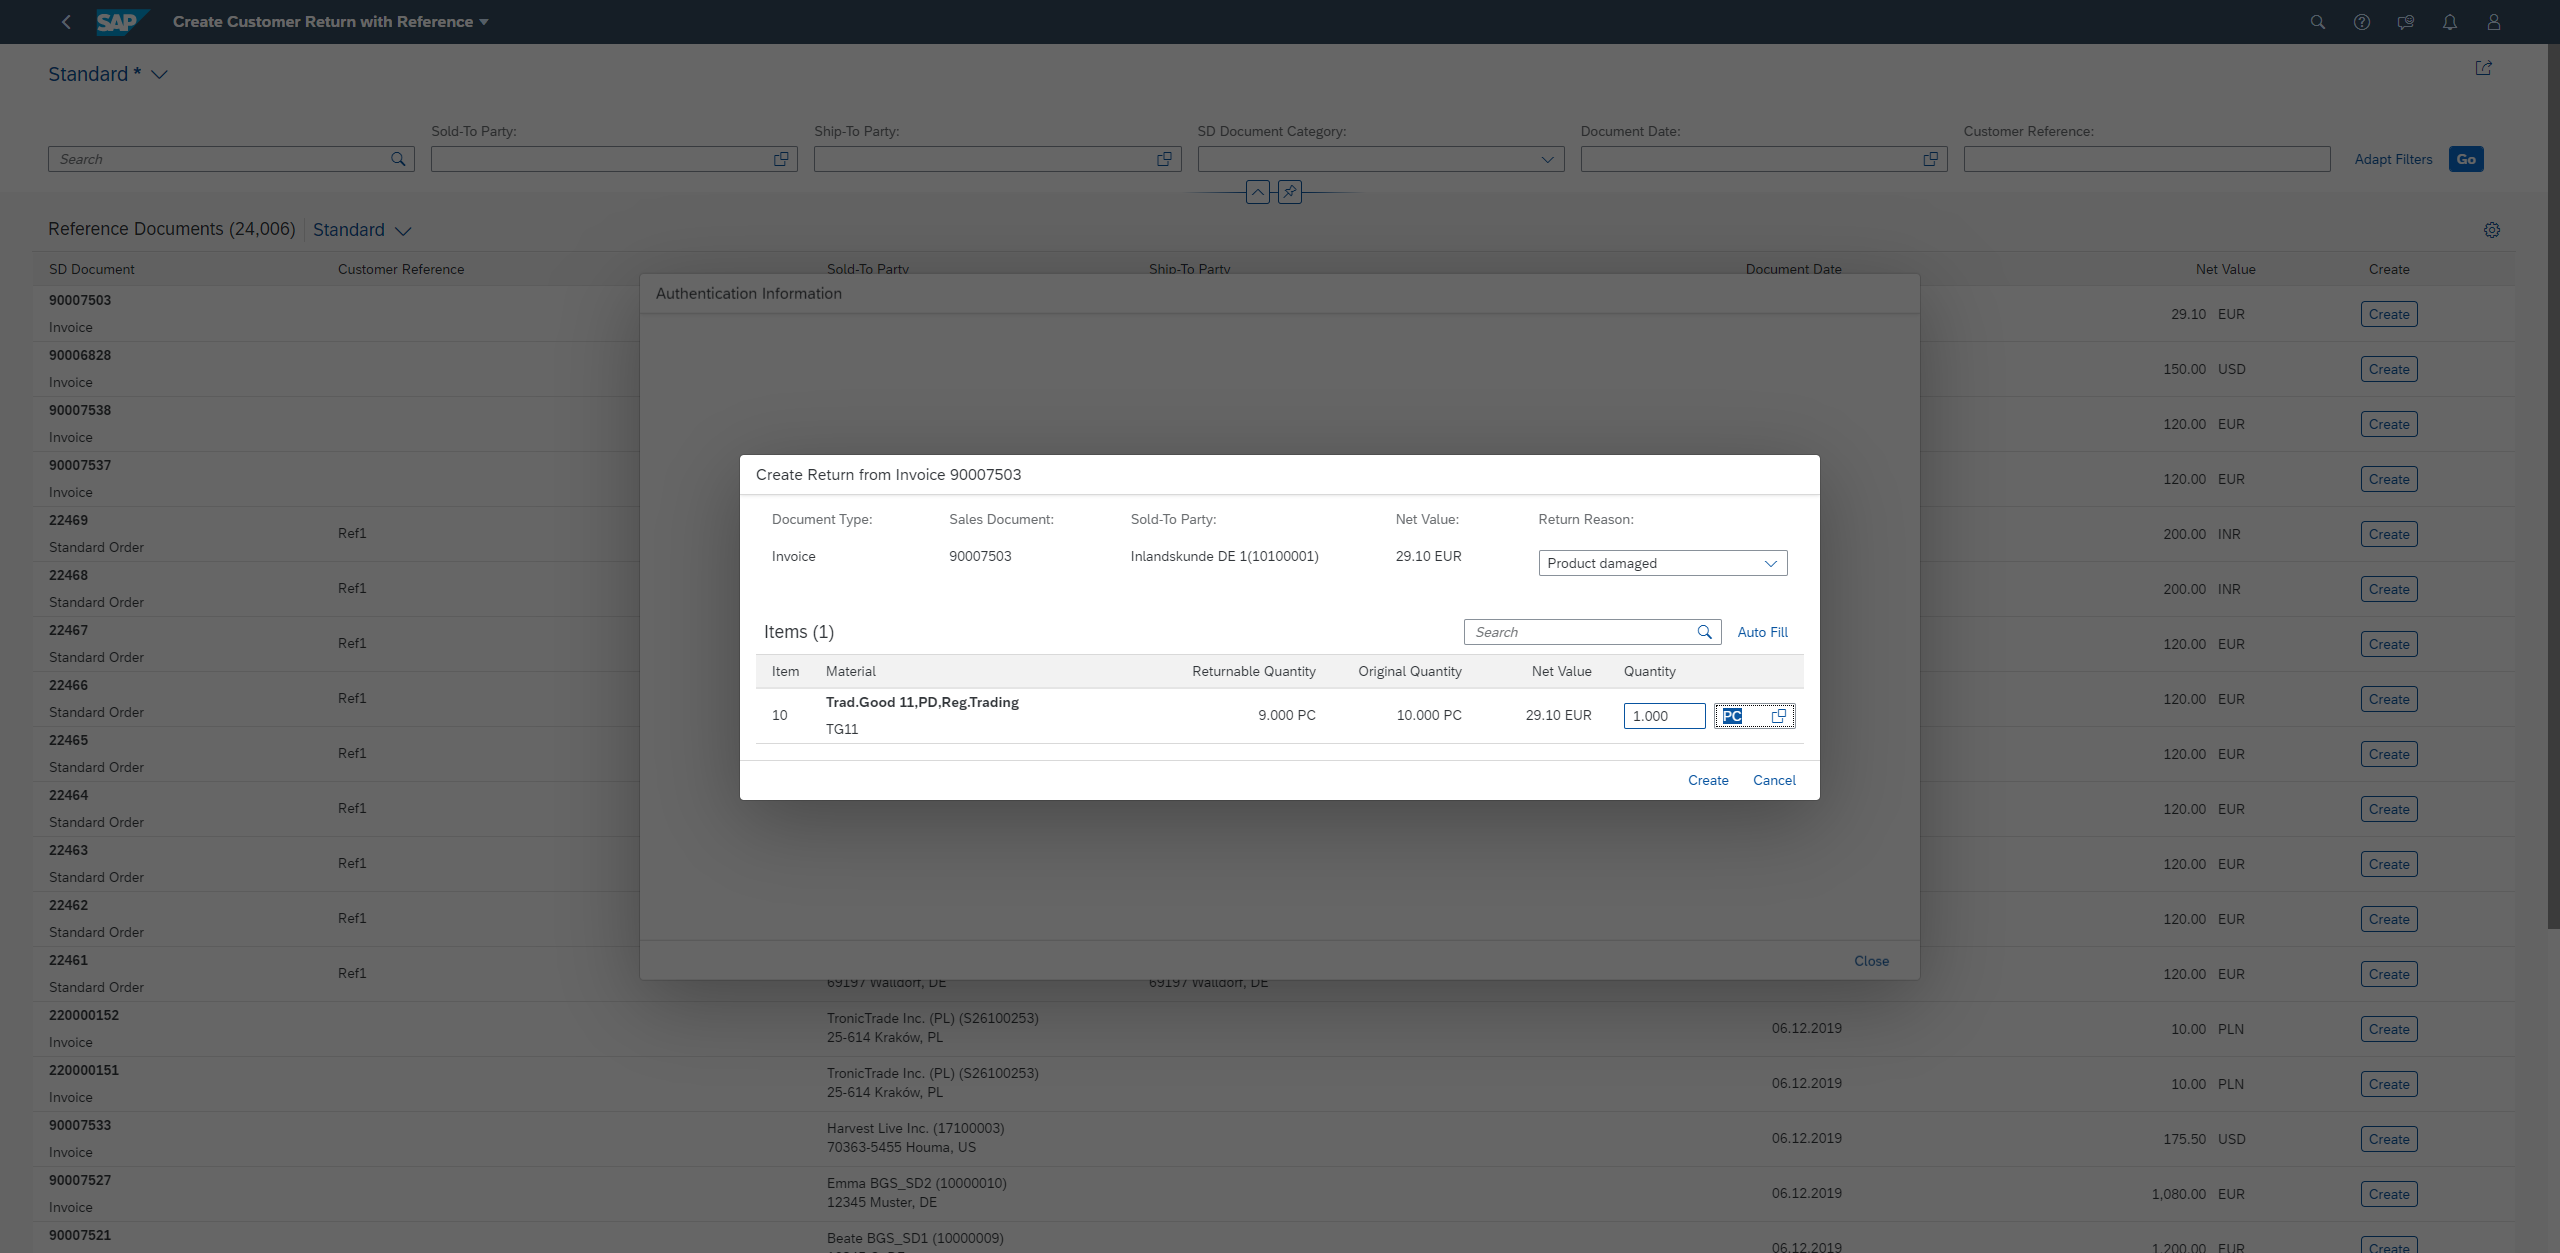 SAP Create Customer Return with Reference
Standard *
Sold-To Party: Ship-To Party: SD Document Category: Document Date: Customer Reference:
Search Adapt Filters Go
Reference Documents (24,006) Standard
SD Document Customer Reference Sold-To Party Ship-To Party Document Date Net Value Create
90007503
Invoice 29.10 EUR Create
90006828
Invoice 150.00 USD Create
90007538
Invoice 120.00 EUR Create
90007537
Invoice 120.00 EUR Create
22469
Standard Order Ref1 200.00 INR Create
22468
Standard Order Ref1 200.00 INR Create
22467
Standard Order Ref1 120.00 EUR Create
22466
Standard Order Ref1 120.00 EUR Create
22465
Standard Order Ref1 120.00 EUR Create
22464
Standard Order Ref1 120.00 EUR Create
22463
Standard Order Ref1 120.00 EUR Create
22462
Standard Order Ref1 120.00 EUR Create
22461
Standard Order Ref1 69197 Walldorf, DE 69197 Walldorf, DE 120.00 EUR Create
220000152 TronicTrade Inc. (PL) (S26100253)
Invoice 25-614 Kraków, PL 06.12.2019 10.00 PLN Create
220000151 TronicTrade Inc. (PL) (S26100253)
Invoice 25-614 Kraków, PL 06.12.2019 10.00 PLN Create
90007533 Harvest Live Inc. (17100003)
Invoice 70363-5455 Houma, US 06.12.2019 175.50 USD Create
90007527 Emma BGS_SD2 (10000010)
Invoice 12345 Muster, DE 06.12.2019 1,080.00 EUR Create
90007521 Beate BGS_SD1 (10000009)
06.12.2019 1,200.00 EUR Create
Authentication Information
Close
Create Return from Invoice 90007503
Document Type: Sales Document: Sold-To Party: Net Value: Return Reason:
Invoice 90007503 Inlandskunde DE 1(10100001) 29.10 EUR Product damaged
Items (1) Search Auto Fill
Item Material Returnable Quantity Original Quantity Net Value Quantity
Trad.Good 11,PD,Reg.Trading
10 9.000 PC 10.000 PC 29.10 EUR 1.000 PC
TG11
Create Cancel